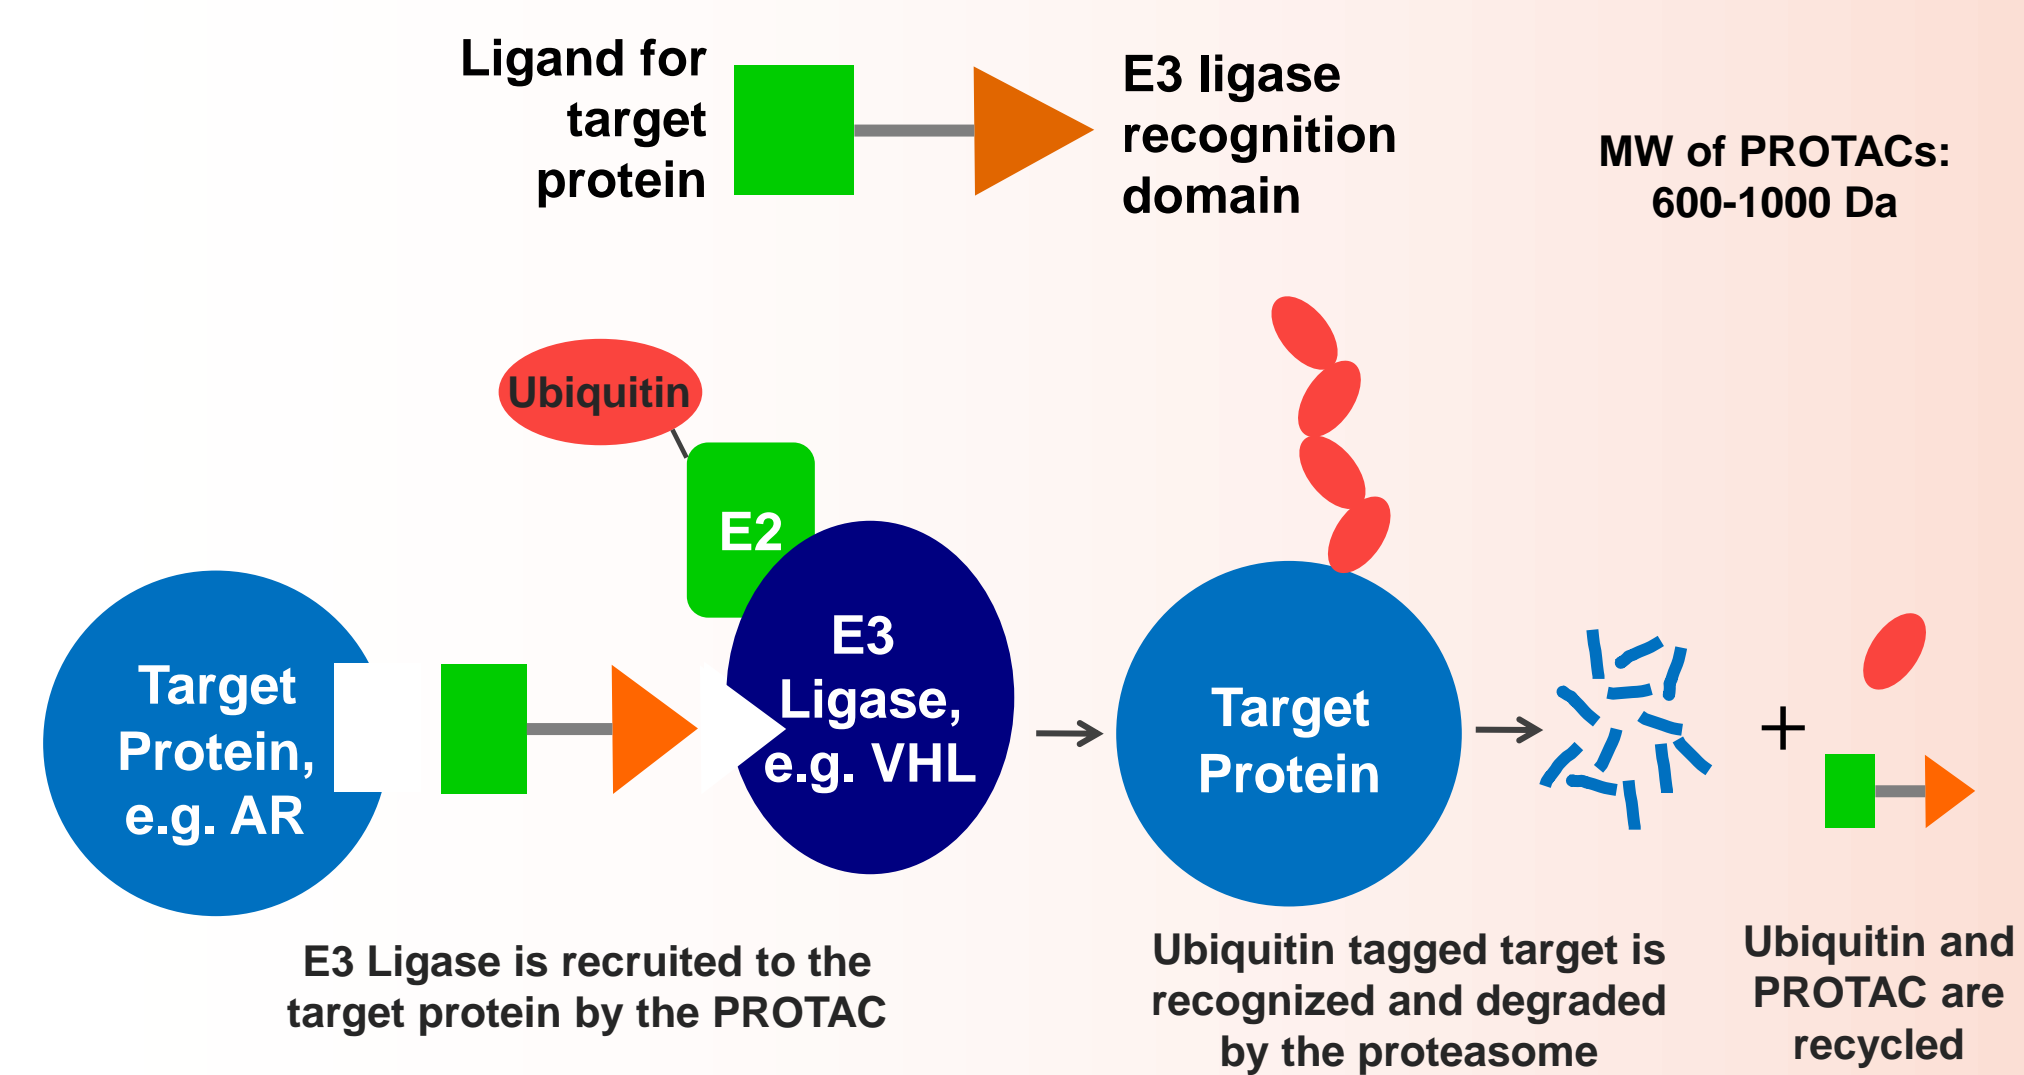 Ligand for
target
protein
E3 ligase
recognition
domain
MW of PROTACs:
600-1000 Da
Ubiquitin
E2
E3
Ligase,
e.g. VHL
Target
Protein,
e.g. AR
Target
Protein
+
E3 Ligase is recruited to the
target protein by the PROTAC
Ubiquitin tagged target is
recognized and degraded
by the proteasome
Ubiquitin and
PROTAC are
recycled